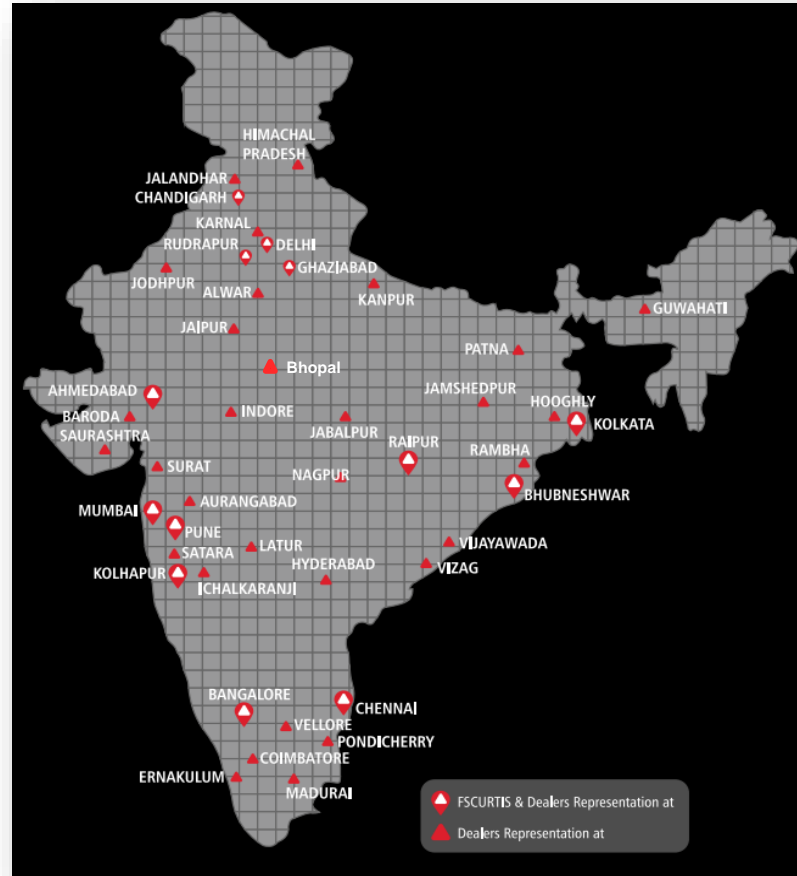 HIMACHAL
PRADESH
JALANDHAR
CHANDIGARH
KARNAL
RUDRAPUR
DELHI
GHAZIABAD
JODHPUR
ALWAR
KANPUR
GUWAHATI
JAIPUR
PATNA
Bhopal
AHMEDABAD
JAMSHEDPUR
HOOGHLY
BARODA
INDORE
JABALPUR
KOLKATA
SAURASHTRA
RAIPUR
RAMBHA
SURAT
NAGPUR
BHUBNESHWAR
AURANGABAD
MUMBAI
PUNE
VIJAYAWADA
LATUR
SATARA
HYDERABAD
VIZAG
KOLHAPUR
ICHALKARANJI
BANGALORE
CHENNAI
VELLORE
PONDICHERRY
COIMBATORE
ERNAKULUM
MADURAI
FSCURTIS & Dealers Representation at
Dealers Representation at